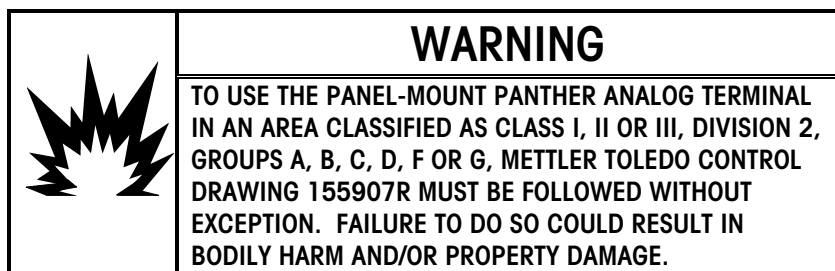 WARNING
TO USE THE PANEL-MOUNT PANTHER ANALOG TERMINAL
IN AN AREA CLASSIFIED AS CLASS I, II OR III, DIVISION 2,
GROUPS A, B, C, D, F OR G, METTLER TOLEDO CONTROL
DRAWING 155907R MUST BE FOLLOWED WITHOUT
EXCEPTION. FAILURE TO DO SO COULD RESULT IN
BODILY HARM AND/OR PROPERTY DAMAGE.